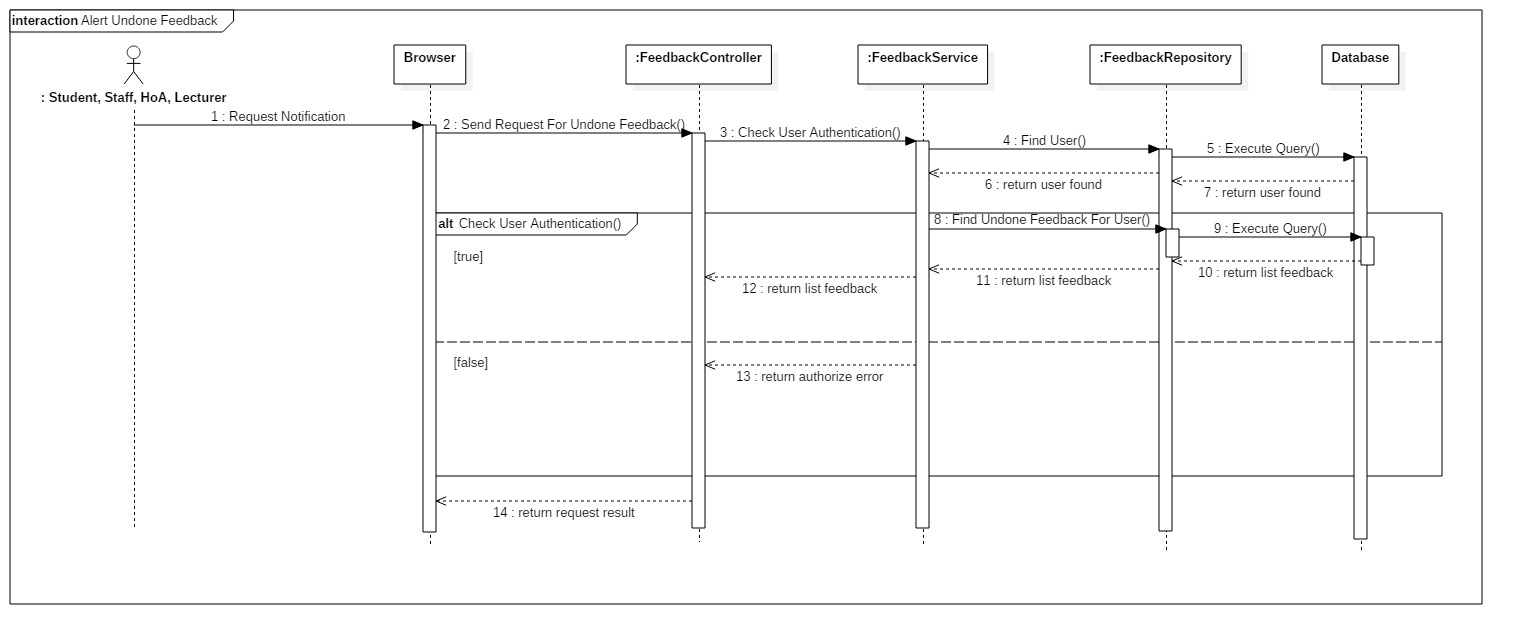 interaction Alert Undone Feedback
: Student, Staff, HoA, Lecturer
Browser
:FeedbackController
:FeedbackService
:FeedbackRepository
Database
1 : Request Notification
2 : Send Request For Undone Feedback()
3 : Check User Authentication()
4 : Find User()
5 : Execute Query()
6 : return user found
7 : return user found
alt Check User Authentication()
8 : Find Undone Feedback For User()
9 : Execute Query()
[true]
10 : return list feedback
11 : return list feedback
12 : return list feedback
[false]
13 : return authorize error
14 : return request result